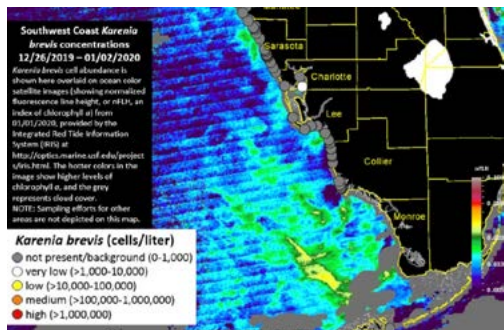 Southwest Coast Karenia
brevis concentrations
12/26/2019 – 01/02/2020
Karenia brevis cell abundance is
shown here overlaid on ocean color
satellite images (showing normalized
fluorescence line height, or nFLH, an
index of chlorophyll a) from
01/01/2020, provided by the
Integrated Red Tide Information
System (IRIS) at
http://optics.marine.usf.edu/project
s/iris.html. The hotter colors in the
image show higher levels of
chlorophyll a, and the grey
represents cloud cover.
NOTE: Sampling efforts for other
areas are not depicted on this map.
Karenia brevis (cells/liter)
not present/background (0-1,000)
very low (>1,000-10,000)
low (>10,000-100,000)
medium (>100,000-1,000,000)
high (>1,000,000)
Sarasota
Charlotte
Lee
Collier
Monroe